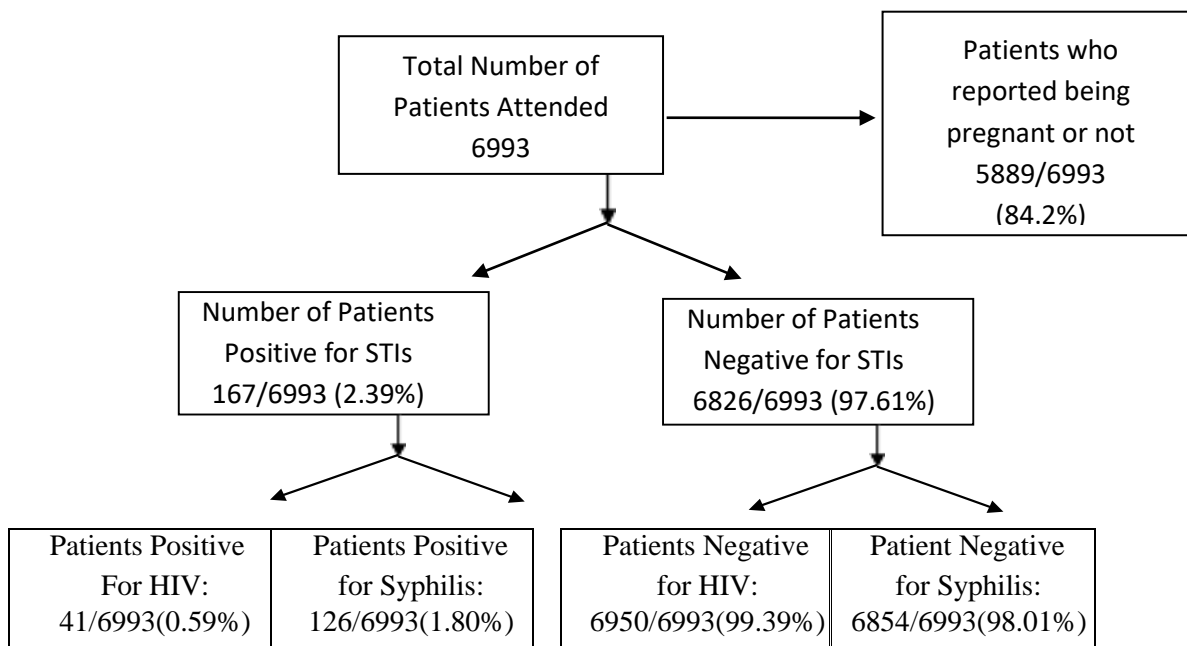 Total Number of
Patients Attended
6993
Patients who
reported being
pregnant or not
5889/6993
(84.2%)
Number of Patients
Positive for STIs
167/6993 (2.39%)
Number of Patients
Negative for STIs
6826/6993 (97.61%)
Patients Positive
For HIV:
41/6993(0.59%)
Patients Positive
for Syphilis:
126/6993(1.80%)
Patients Negative
for HIV:
6950/6993(99.39%)
Patient Negative
for Syphilis:
6854/6993(98.01%)